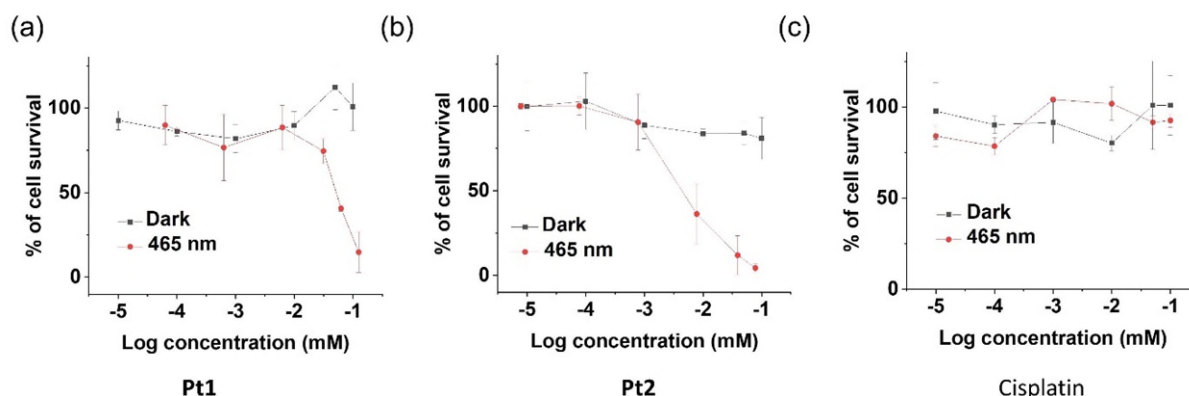 (a)
% of cell survival
100
50
0
Dark
465 nm
-5 -4 -3 -2 -1
Log concentration (mM)
Pt1
(b)
% of cell survival
100
50
0
Dark
465 nm
-5 -4 -3 -2 -1
Log concentration (mM)
Pt2
(c)
% of cell survival
100
50
0
Dark
465 nm
-5 -4 -3 -2 -1
Log concentration (mM)
Cisplatin